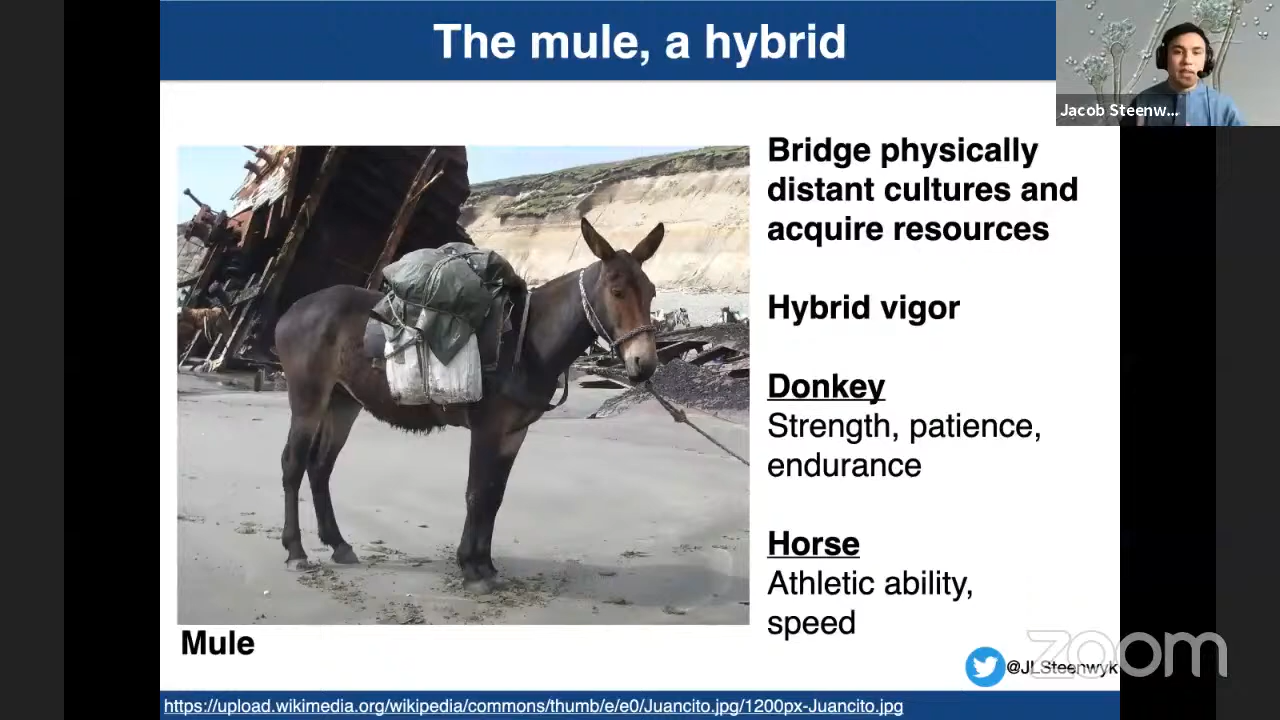 The mule, a hybrid
Jacob Steenw...
Bridge physically
distant cultures and
acquire resources
Hybrid vigor
Donkey
Strength, patience,
endurance
Horse
Athletic ability,
speed
Mule
@JLSteenwyk
zoom
https://upload.wikimedia.org/wikipedia/commons/thumb/e/e0/Juancito.jpg/1200px-Juancito.jpg